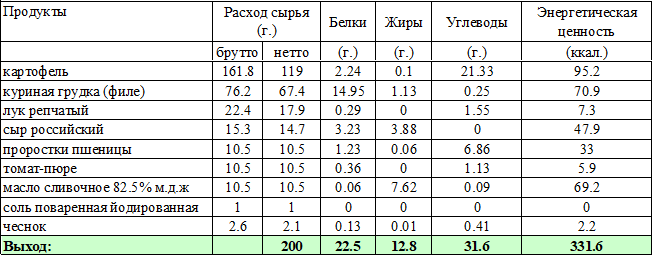 Продукты Расход сырья (г.) Белки Жиры Углеводы Энергетическая ценность
брутто нетто (г.) (г.) (г.) (ккал.)
картофель 161.8 119 2.24 0.1 21.33 95.2
куриная грудка (филе) 76.2 67.4 14.95 1.13 0.25 70.9
лук репчатый 22.4 17.9 0.29 0 1.55 7.3
сыр российский 15.3 14.7 3.23 3.88 0 47.9
проростки пшеницы 10.5 10.5 1.23 0.06 6.86 33
томат-пюре 10.5 10.5 0.36 0 1.13 5.9
масло сливочное 82.5% м.д.ж 10.5 10.5 0.06 7.62 0.09 69.2
соль поваренная йодированная 1 1 0 0 0 0
чеснок 2.6 2.1 0.13 0.01 0.41 2.2
Выход: 200 22.5 12.8 31.6 331.6